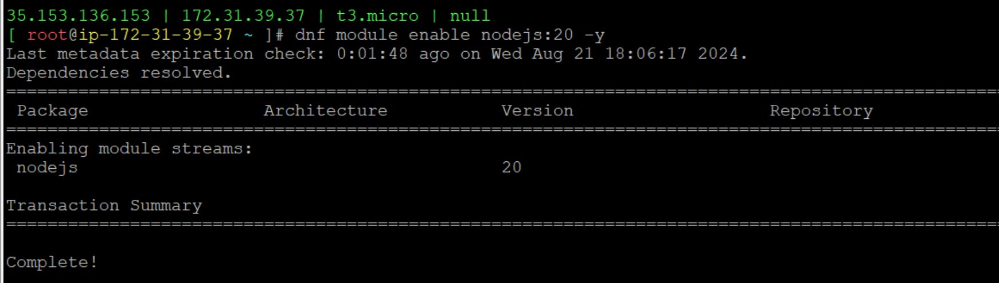 35.153.136.153 | 172.31.39.37 | t3.micro | null
[ root@ip-172-31-39-37 ~ ]# dnf module enable nodejs:20 -y
Last metadata expiration check: 0:01:48 ago on Wed Aug 21 18:06:17 2024.
Dependencies resolved.
================================================================================================
Package Architecture Version Repository
================================================================================================
Enabling module streams:
nodejs 20
Transaction Summary
================================================================================================
Complete!